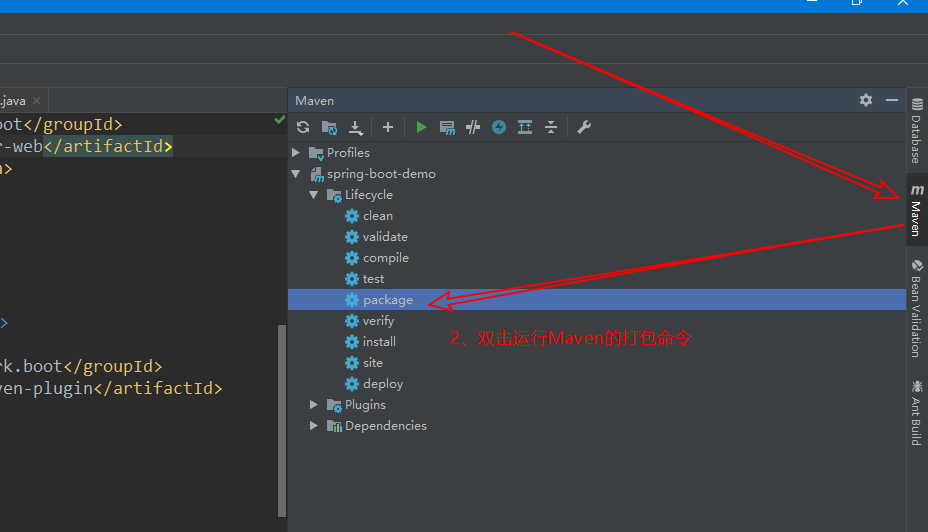 .java
Maven
oot</groupId>
r-web</artifactId>
n>
>
rk.boot</groupId>
ven-plugin</artifactId>
Profiles
spring-boot-demo
Lifecycle
clean
validate
compile
test
package
verify
install
site
deploy
Plugins
Dependencies
2、双击运行Maven的打包命令
Database
m
Maven
Bean Validation
Ant Build